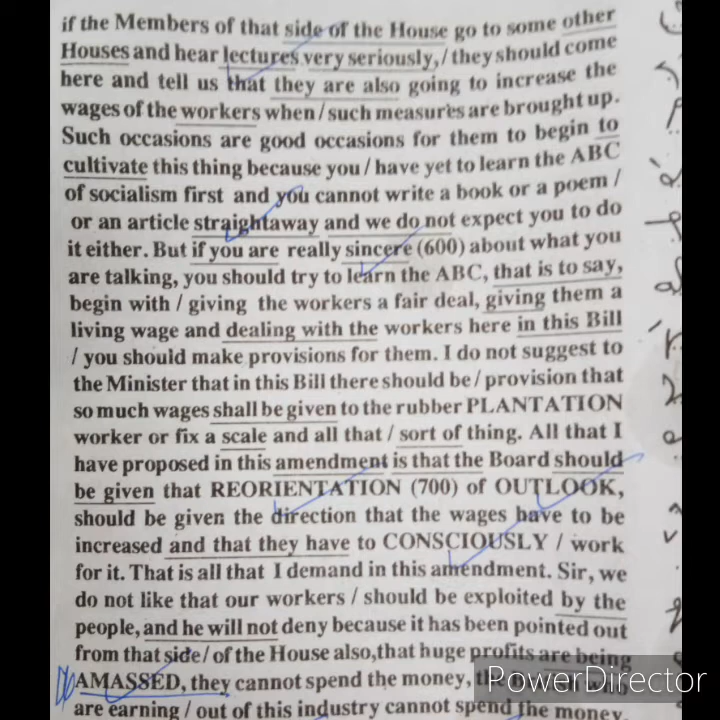 if the Members of that side of the House go to some other
Houses and hear lectures very seriously, / they should come
here and tell us that they are also going to increase the
wages of the workers when / such measures are brought up.
Such occasions are good occasions for them to begin to
cultivate this thing because you / have yet to learn the ABC
of socialism first and you cannot write a book or a poem /
or an article straightaway and we do not expect you to do
it either. But if you are really sincere (600) about what you
are talking, you should try to learn the ABC, that is to say,
begin with / giving the workers a fair deal, giving them a
living wage and dealing with the workers here in this Bill
/ you should make provisions for them. I do not suggest to
the Minister that in this Bill there should be / provision that
so much wages shall be given to the rubber PLANTATION
worker or fix a scale and all that / sort of thing. All that I
have proposed in this amendment is that the Board should
be given that REORIENTATION (700) of OUTLOOK,
should be given the direction that the wages have to be
increased and that they have to CONSCIOUSLY / work
for it. That is all that I demand in this amendment. Sir, we
do not like that our workers / should be exploited by the
people, and he will not deny because it has been pointed out
from that side / of the House also, that huge profits are being
AMASSED, they cannot spend the money,
are earning / out of this industry cannot spend the money.
PowerDirector